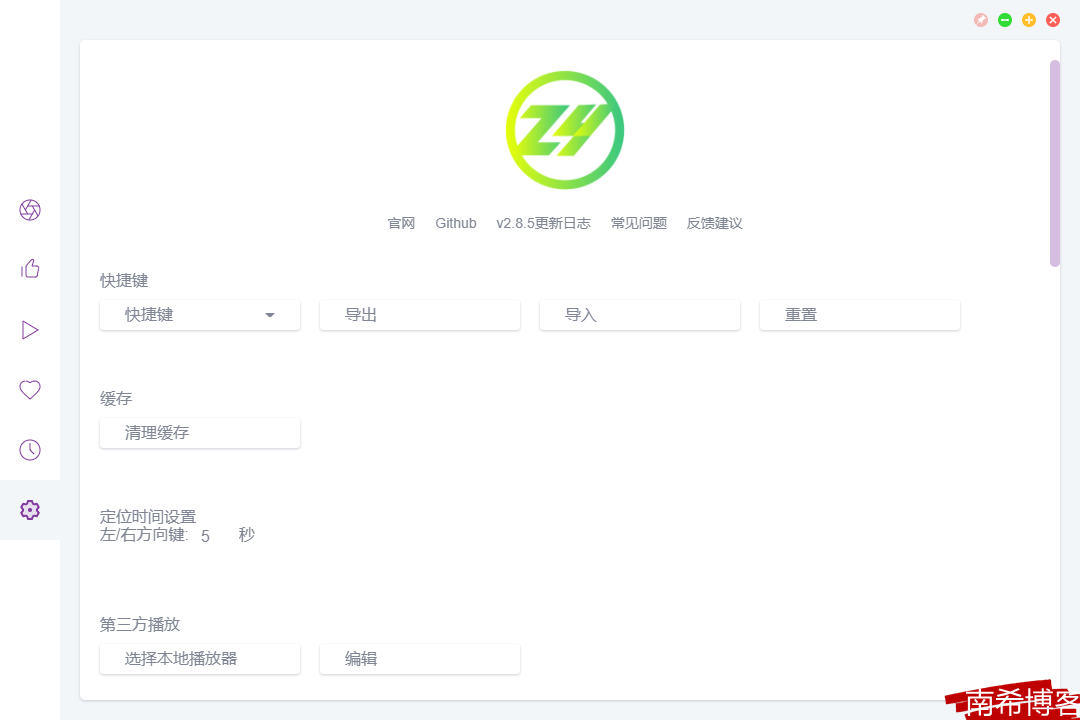 ZY
官网 Github v2.8.5更新日志 常见问题 反馈建议
快捷键
快捷键 导出 导入 重置
缓存
清理缓存
定位时间设置
左/右方向键: 5 秒
第三方播放
选择本地播放器 编辑
南希博客